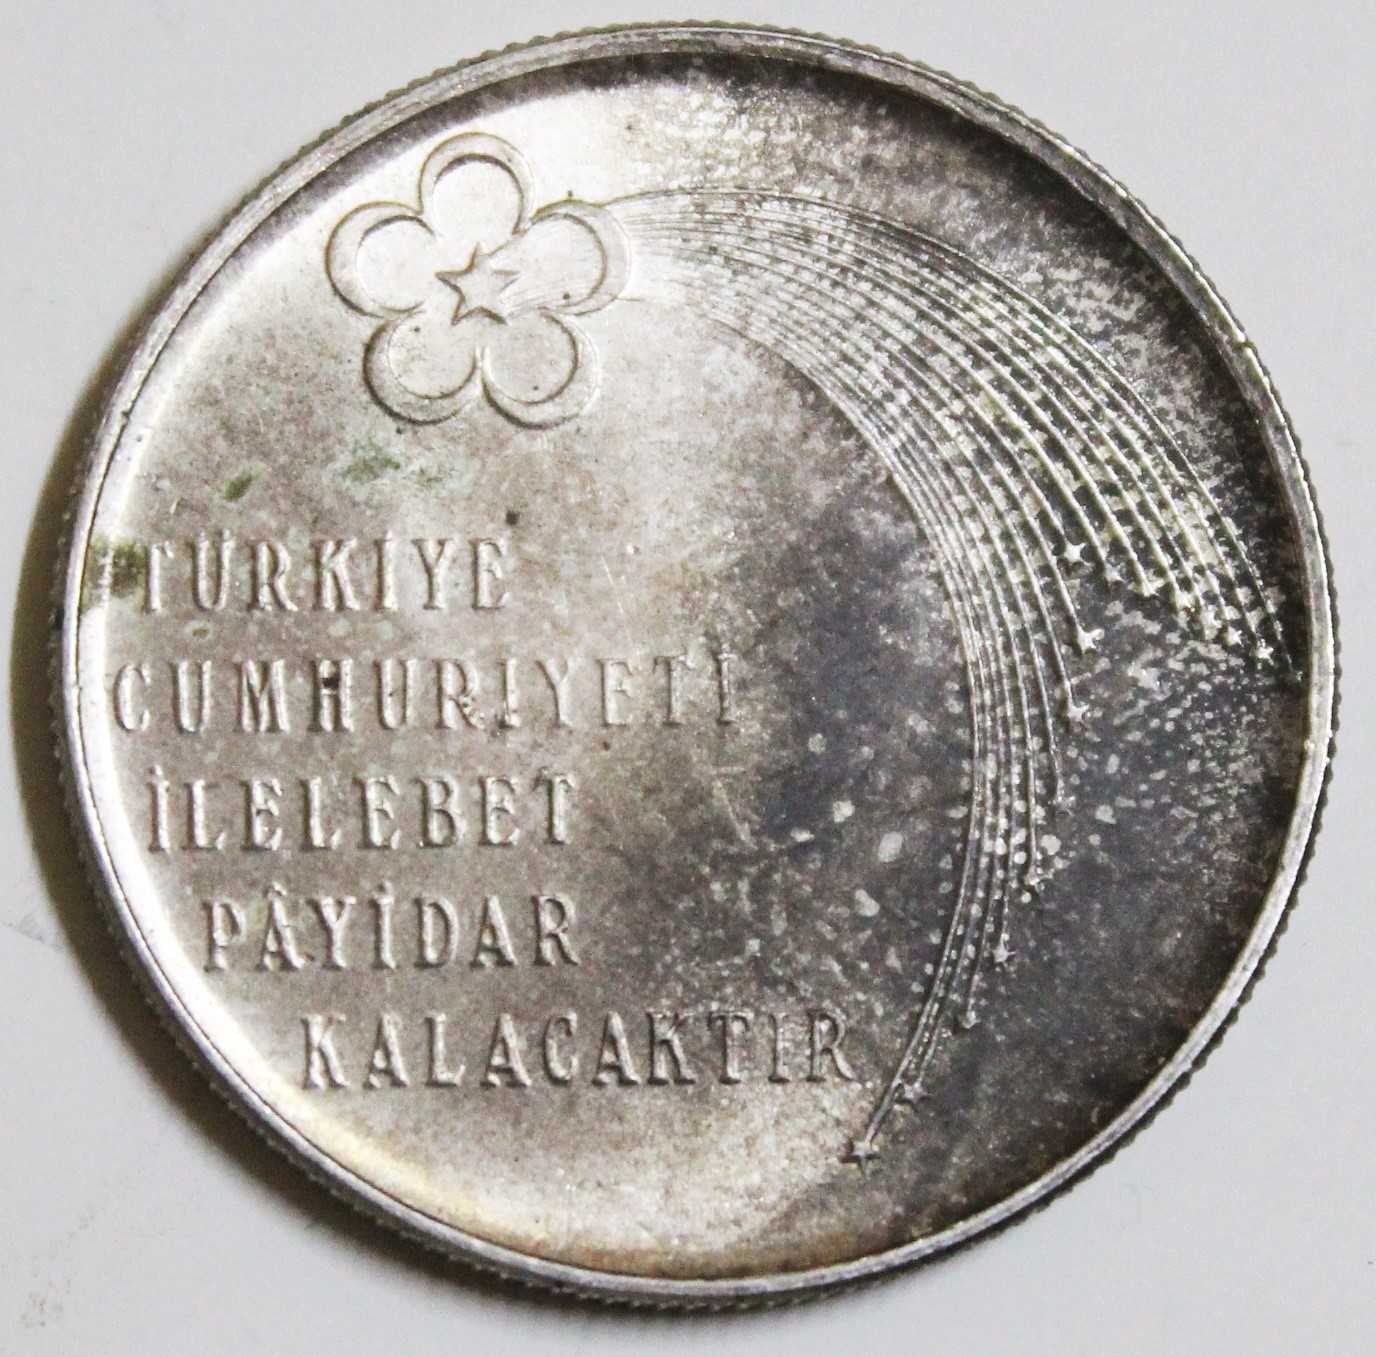 TÜRKİYE
CUMHURİYETİ
İLELEBET
PÂYİDAR
KALACAKTIR